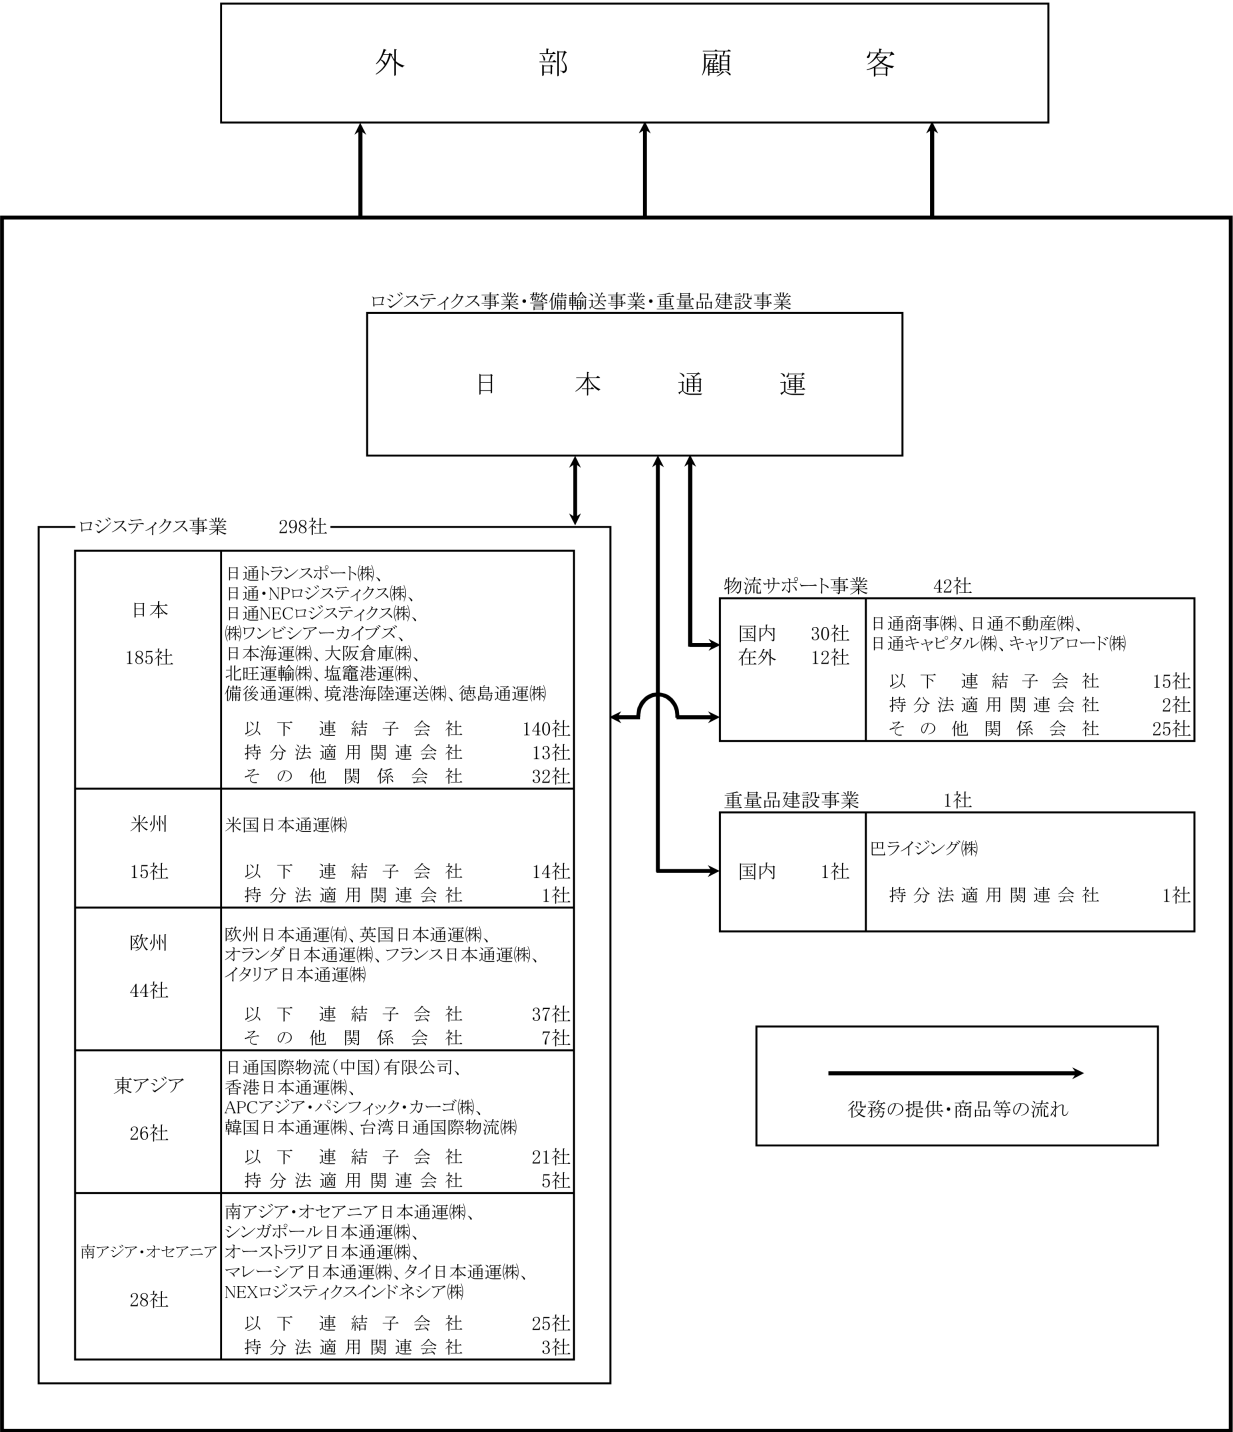 外部顧客
ロジスティクス事業・警備輸送事業・重量品建設事業
日本通運
ロジスティクス事業 298社
日本
185社
日通トランスポート㈱、
日通・NPロジスティクス㈱、
日通NECロジスティクス㈱、
㈱ワンビシアーカイブズ、
日本海運㈱、大阪倉庫㈱、
北旺運輸㈱、塩竈港運㈱、
備後通運㈱、境港海陸運送㈱、徳島通運㈱
以下 連結子会社 140社
持分法適用関連会社 13社
その他関係会社 32社
米州
15社
米国日本通運㈱
以下 連結子会社 14社
持分法適用関連会社 1社
欧州
44社
欧州日本通運㈲、英国日本通運㈱、
オランダ日本通運㈱、フランス日本通運㈱、
イタリア日本通運㈱
以下 連結子会社 37社
その他関係会社 7社
東アジア
26社
日通国際物流(中国)有限公司、
香港日本通運㈱、
APCアジア・パシフィック・カーゴ㈱、
韓国日本通運㈱、台湾日通国際物流㈱
以下 連結子会社 21社
持分法適用関連会社 5社
南アジア・オセアニア
28社
南アジア・オセアニア日本通運㈱、
シンガポール日本通運㈱、
オーストラリア日本通運㈱、
マレーシア日本通運㈱、タイ日本通運㈱、
NEXロジスティクスインドネシア㈱
以下 連結子会社 25社
持分法適用関連会社 3社
物流サポート事業 42社
国内 30社
在外 12社
日通商事㈱、日通不動産㈱、
日通キャピタル㈱、キャリアロード㈱
以下 連結子会社 15社
持分法適用関連会社 2社
その他関係会社 25社
重量品建設事業 1社
国内 1社
巴ライジング㈱
持分法適用関連会社 1社
役務の提供・商品等の流れ